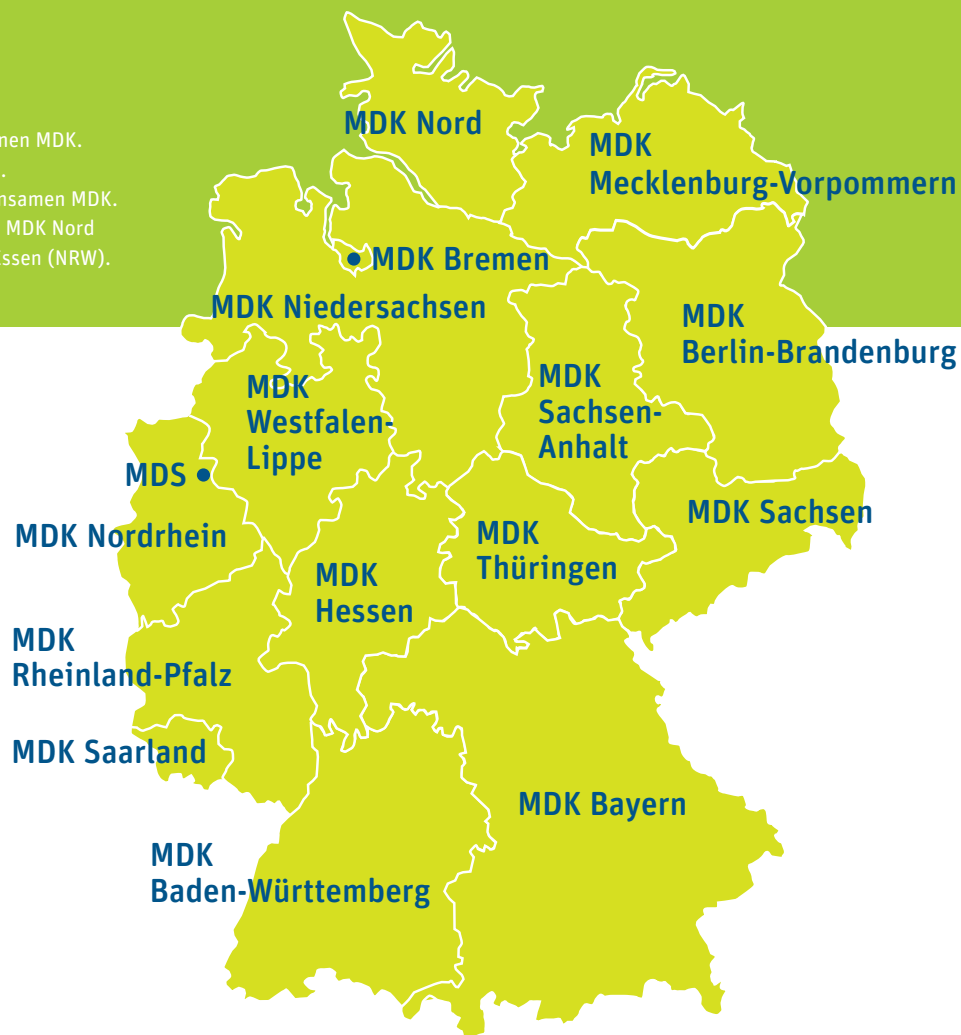 nen MDK.
.
nsamen MDK.
MDK Nord
ssen (NRW).
MDK Nord
MDK
Mecklenburg-Vorpommern
MDK Bremen
MDK Niedersachsen
MDK
Berlin-Brandenburg
MDK
Westfalen-
Lippe
MDK
Sachsen-
Anhalt
MDS
MDK Nordrhein
MDK Sachsen
MDK
Thüringen
MDK
Hessen
MDK
Rheinland-Pfalz
MDK Saarland
MDK Bayern
MDK
Baden-Württemberg